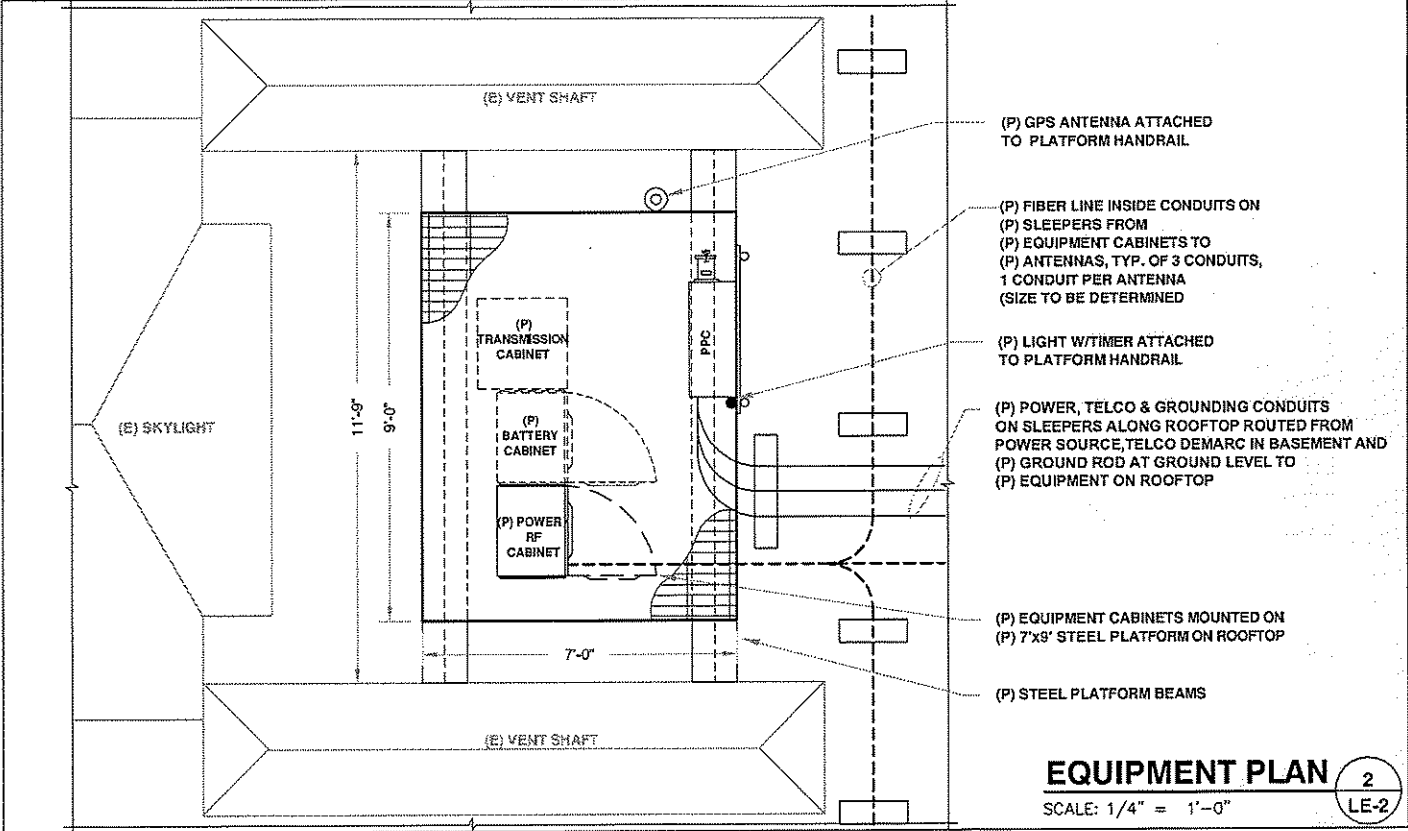 (E) VENT SHAFT
(P) GPS ANTENNA ATTACHED
TO PLATFORM HANDRAIL
(P) FIBER LINE INSIDE CONDUITS ON
(P) SLEEPERS FROM
(P) EQUIPMENT CABINETS TO
(P) ANTENNAS, TYP. OF 3 CONDUITS,
1 CONDUIT PER ANTENNA
(SIZE TO BE DETERMINED
(P)
TRANSMISSION
CABINET
PPC
(P) LIGHT W/TIMER ATTACHED
TO PLATFORM HANDRAIL
(E) SKYLIGHT
11'-9"
9'-0"
(P)
BATTERY
CABINET
(P) POWER, TELCO & GROUNDING CONDUITS
ON SLEEPERS ALONG ROOFTOP ROUTED FROM
POWER SOURCE,TELCO DEMARC IN BASEMENT AND
(P) GROUND ROD AT GROUND LEVEL TO
(P) EQUIPMENT ON ROOFTOP
(P) POWER
RF
CABINET
(P) EQUIPMENT CABINETS MOUNTED ON
(P) 7'x9' STEEL PLATFORM ON ROOFTOP
7'-0"
(P) STEEL PLATFORM BEAMS
(E) VENT SHAFT
EQUIPMENT PLAN
SCALE: 1/4" = 1'-0"
2
LE-2